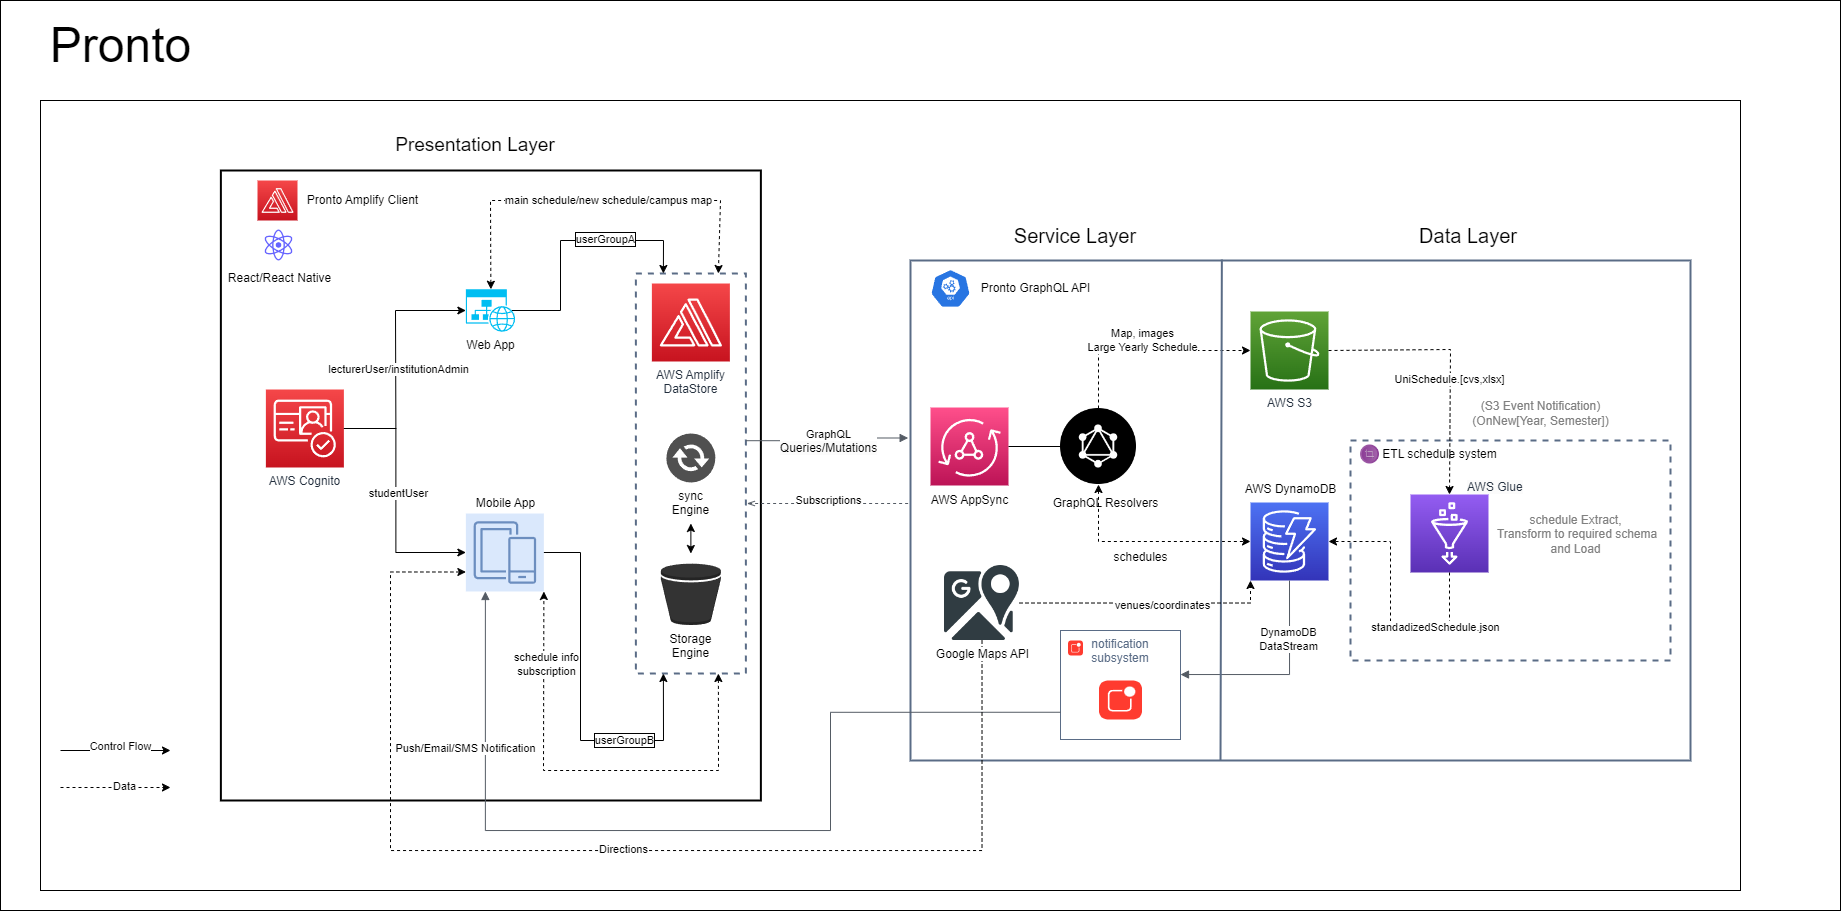 Pronto
Presentation Layer
Pronto Amplify Client
React/React Native
main schedule/new schedule/campus map
userGroupA
Web App
lecturerUser/institutionAdmin
AWS Cognito
studentUser
Mobile App
AWS Amplify
DataStore
sync
Engine
Storage
Engine
schedule info
subscription
userGroupB
Push/Email/SMS Notification
Control Flow
Data
Directions
GraphQL
Queries/Mutations
Subscriptions
Service Layer
Pronto GraphQL API
api
Map, images
Large Yearly Schedule
AWS AppSync
GraphQL Resolvers
schedules
G
Google Maps API
venues/coordinates
notification
subsystem
Data Layer
AWS S3
UniSchedule.[cvs,xlsx]
(S3 Event Notification)
(OnNew[Year, Semester])
ETL schedule system
AWS Glue
AWS DynamoDB
schedule Extract,
Transform to required schema
and Load
standadizedSchedule.json
DynamoDB
DataStream